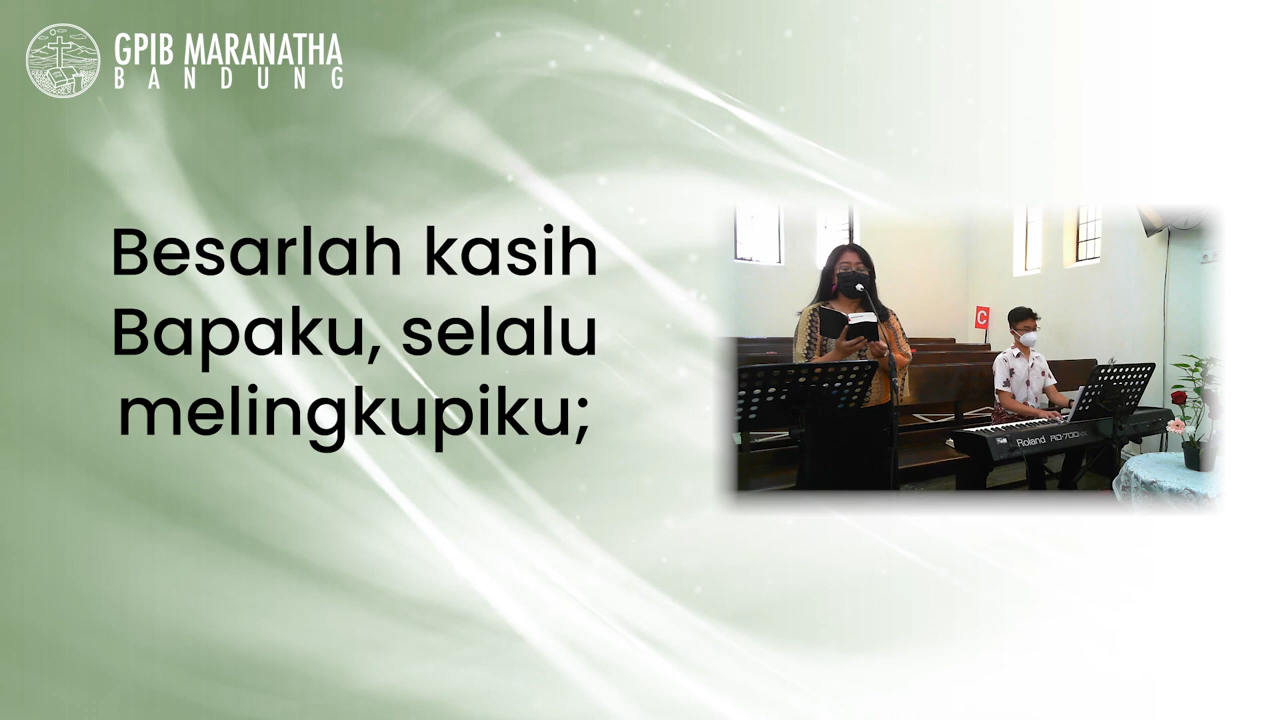 GPIB MARANATHA
BANDUNG
Besarlah kasih
Bapaku, selalu
melingkupiku;
C
Roland RD-700